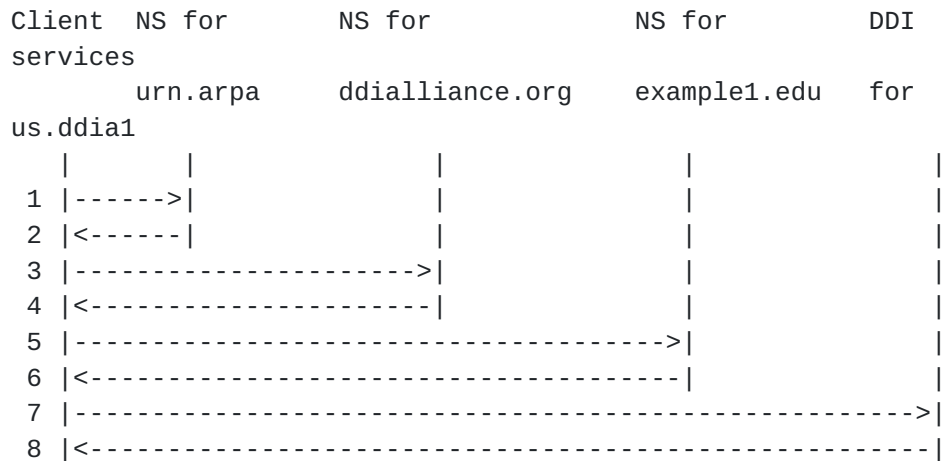 Client  NS for       NS for             NS for         DDI
services
        urn.arpa     ddialliance.org    example1.edu   for
us.ddia1
   |       |               |               |               |
 1 |------>|               |               |               |
 2 |<------|               |               |               |
 3 |---------------------->|               |               |
 4 |<----------------------|               |               |
 5 |-------------------------------------->|               |
 6 |<--------------------------------------|               |
 7 |------------------------------------------------------>|
 8 |<------------------------------------------------------|